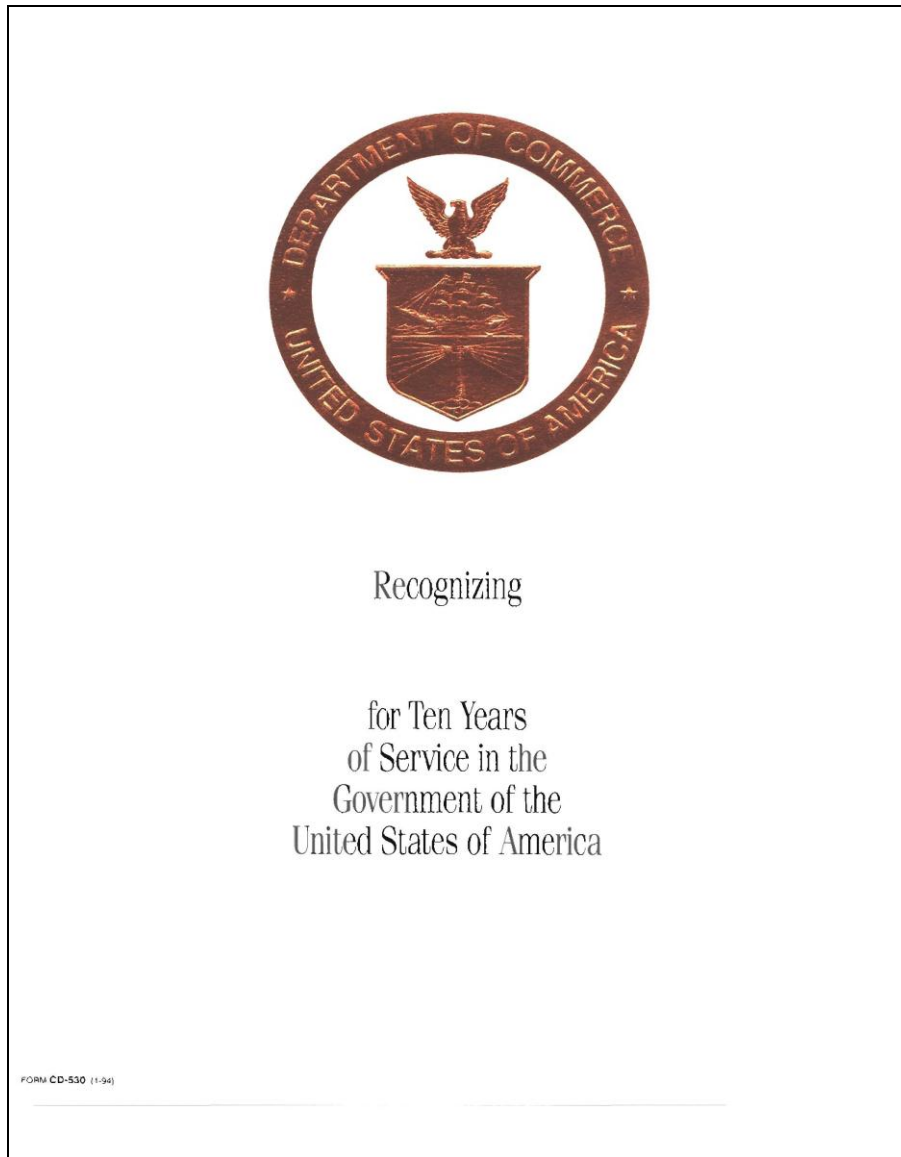 DEPARTMENT OF COMMERCE
UNITED STATES OF AMERICA
Recognizing
for Ten Years
of Service in the
Government of the
United States of America
FORM CD-530 (1-94)